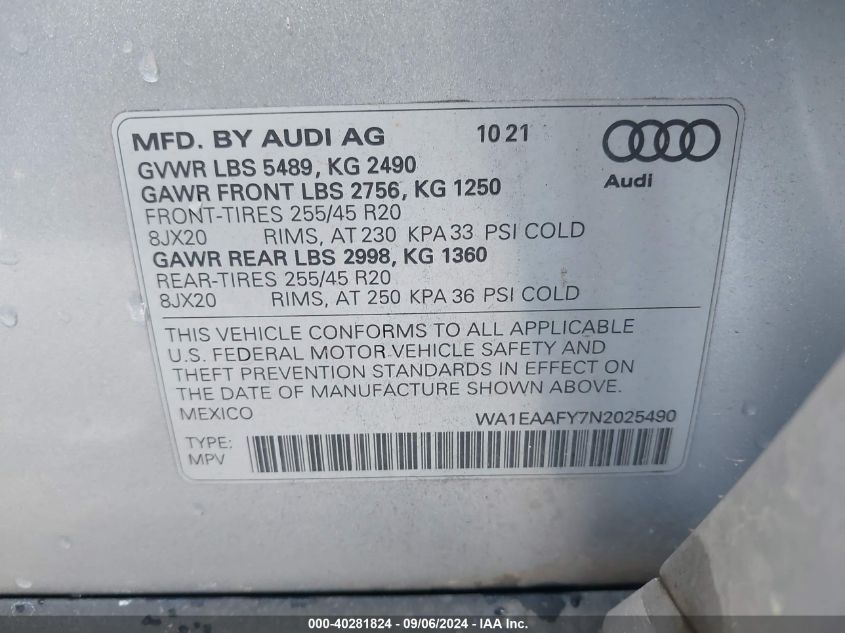 MFD. BY AUDI AG 10 21
GVWR LBS 5489, KG 2490
GAWR FRONT LBS 2756, KG 1250
Audi
FRONT-TIRES 255/45 R20
8JX20 RIMS, AT 230 KPA 33 PSI COLD
GAWR REAR LBS 2998, KG 1360
REAR-TIRES 255/45 R20
8JX20 RIMS, AT 250 KPA 36 PSI COLD
THIS VEHICLE CONFORMS TO ALL APPLICABLE
U.S. FEDERAL MOTOR VEHICLE SAFETY AND
THEFT PREVENTION STANDARDS IN EFFECT ON
THE DATE OF MANUFACTURE SHOWN ABOVE.
MEXICO WA1EAAFY7N2025490
TYPE:
MPV
000-40281824 - 09/06/2024 - IAA Inc.